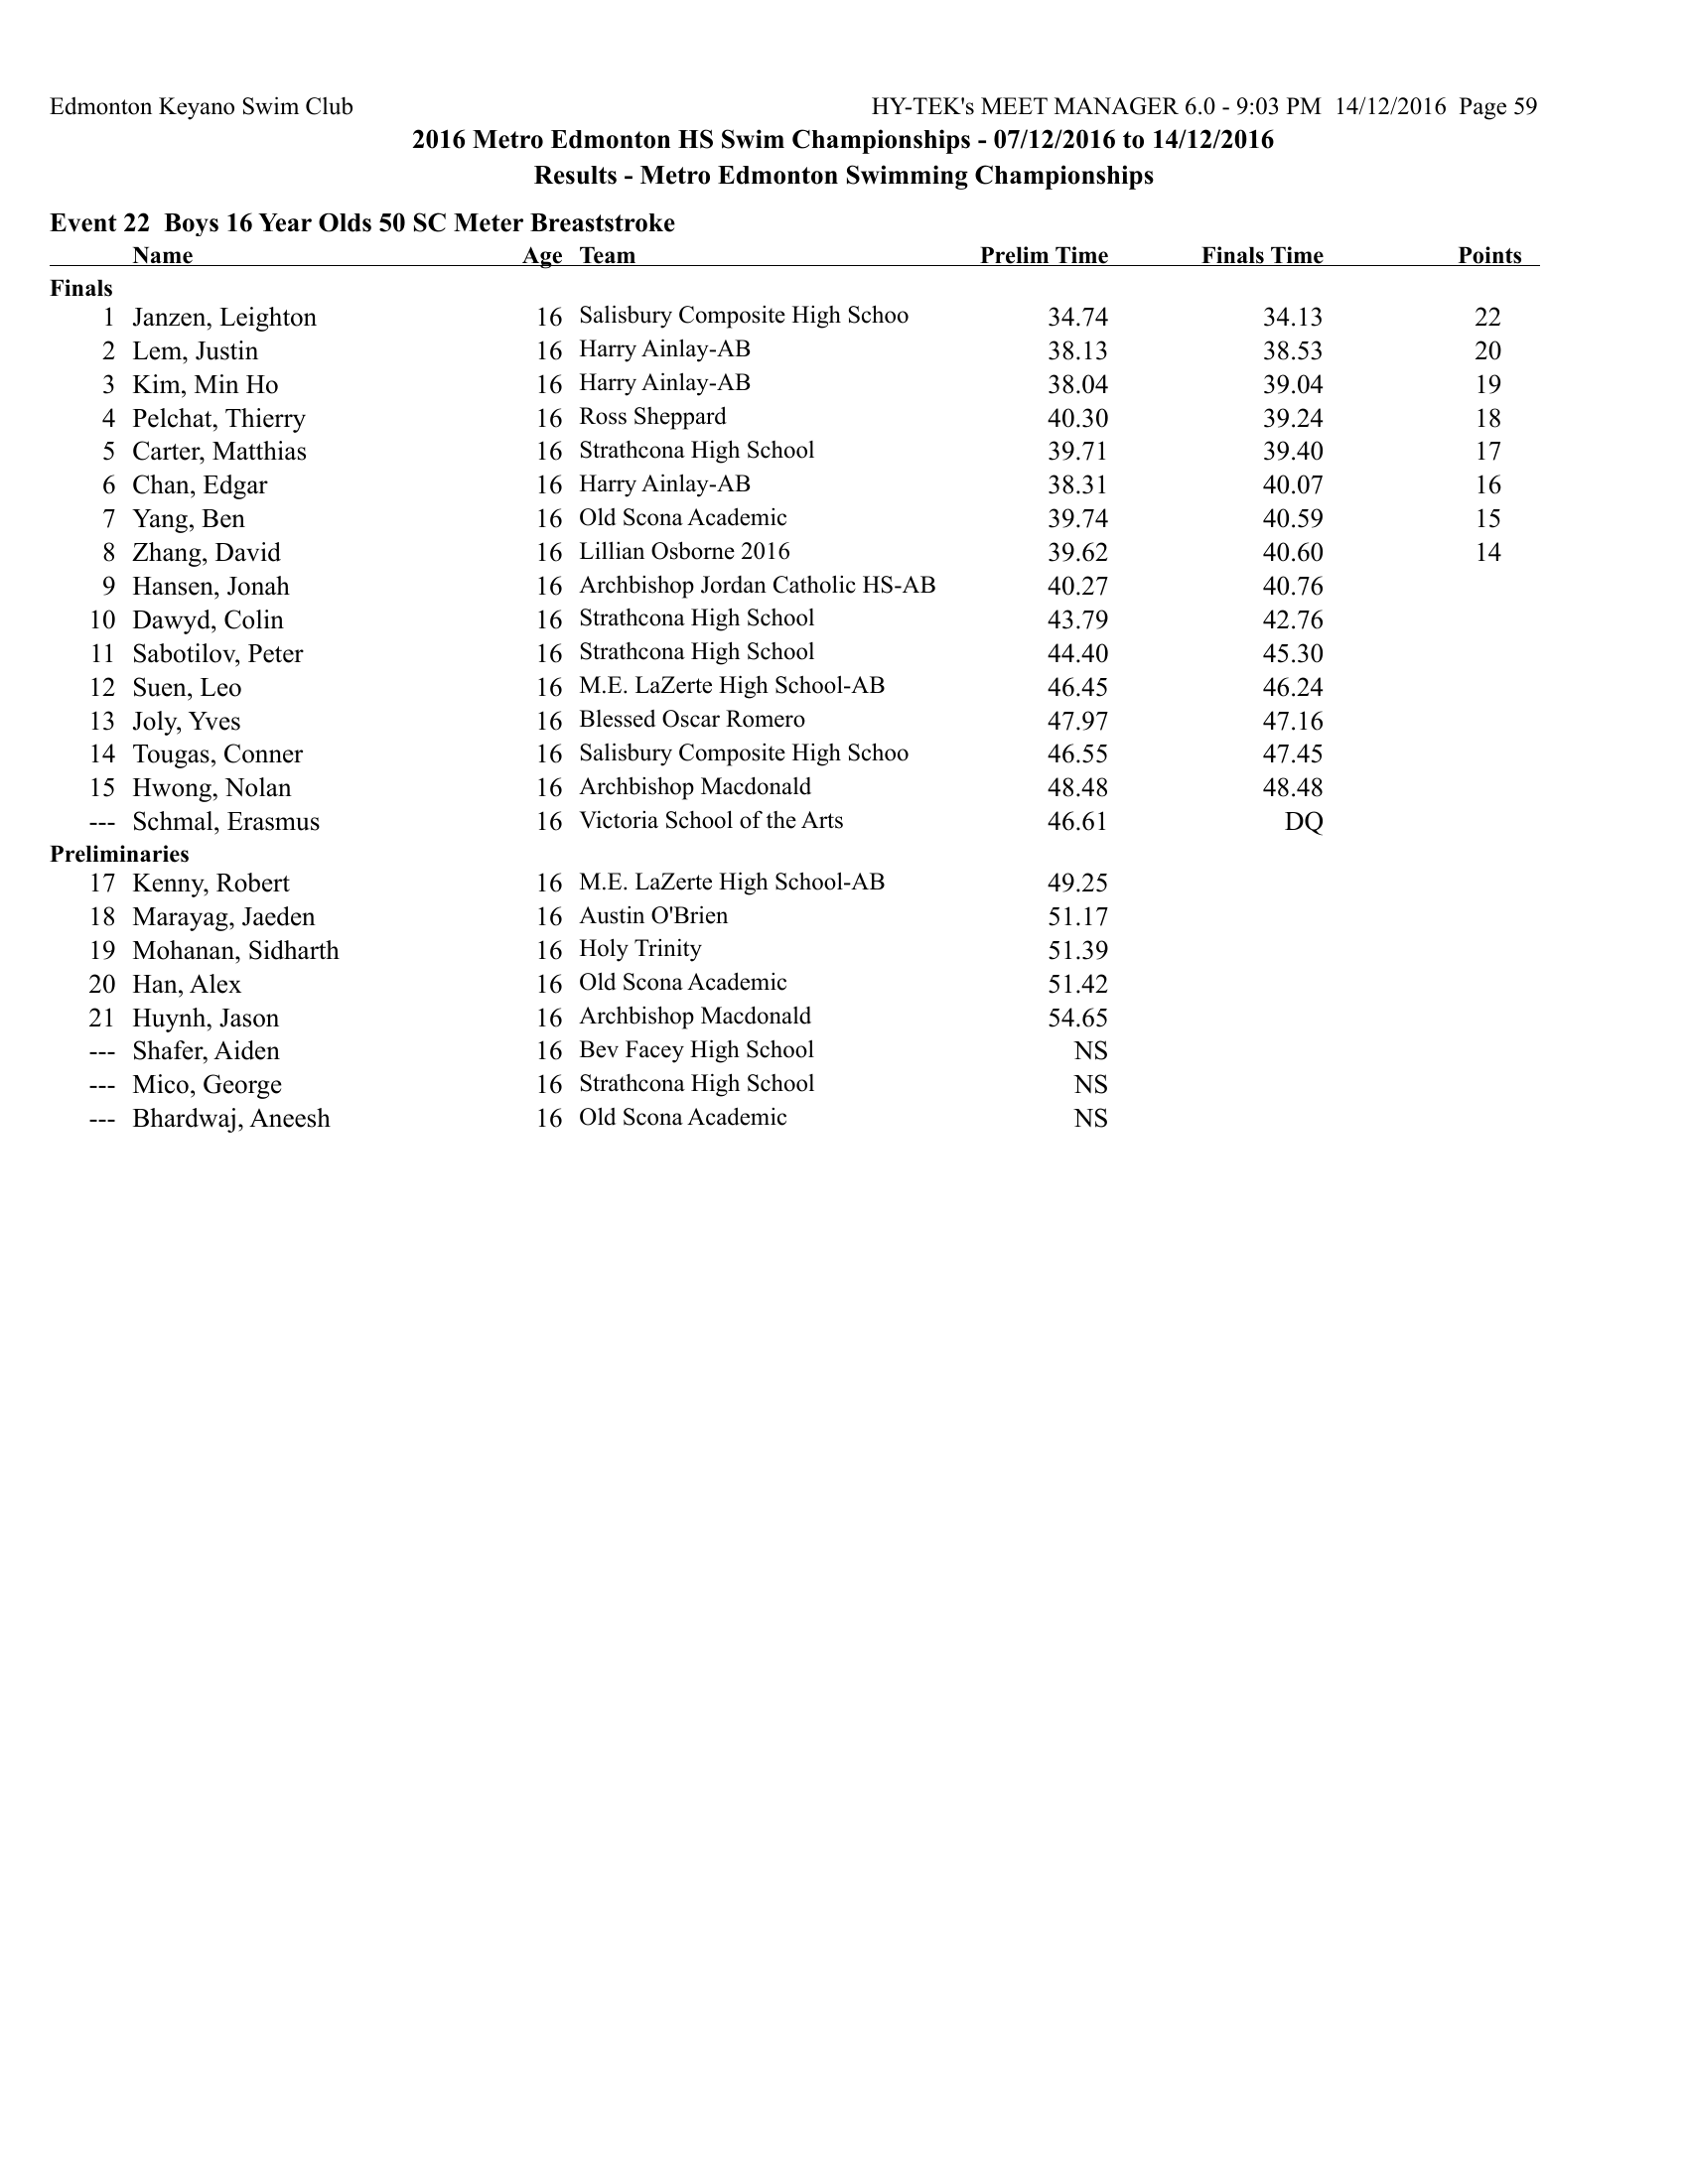 Edmonton Keyano Swim Club HY-TEK's MEET MANAGER 6.0 - 9:03 PM 14/12/2016 Page 59
2016 Metro Edmonton HS Swim Championships - 07/12/2016 to 14/12/2016
Results - Metro Edmonton Swimming Championships
Event 22 Boys 16 Year Olds 50 SC Meter Breaststroke
Name Age Team Prelim Time Finals Time Points
Finals
1 Janzen, Leighton 16 Salisbury Composite High Schoo 34.74 34.13 22
2 Lem, Justin 16 Harry Ainlay-AB 38.13 38.53 20
3 Kim, Min Ho 16 Harry Ainlay-AB 38.04 39.04 19
4 Pelchat, Thierry 16 Ross Sheppard 40.30 39.24 18
5 Carter, Matthias 16 Strathcona High School 39.71 39.40 17
6 Chan, Edgar 16 Harry Ainlay-AB 38.31 40.07 16
7 Yang, Ben 16 Old Scona Academic 39.74 40.59 15
8 Zhang, David 16 Lillian Osborne 2016 39.62 40.60 14
9 Hansen, Jonah 16 Archbishop Jordan Catholic HS-AB 40.27 40.76
10 Dawyd, Colin 16 Strathcona High School 43.79 42.76
11 Sabotilov, Peter 16 Strathcona High School 44.40 45.30
12 Suen, Leo 16 M.E. LaZerte High School-AB 46.45 46.24
13 Joly, Yves 16 Blessed Oscar Romero 47.97 47.16
14 Tougas, Conner 16 Salisbury Composite High Schoo 46.55 47.45
15 Hwong, Nolan 16 Archbishop Macdonald 48.48 48.48
--- Schmal, Erasmus 16 Victoria School of the Arts 46.61 DQ
Preliminaries
17 Kenny, Robert 16 M.E. LaZerte High School-AB 49.25
18 Marayag, Jaeden 16 Austin O'Brien 51.17
19 Mohanan, Sidharth 16 Holy Trinity 51.39
20 Han, Alex 16 Old Scona Academic 51.42
21 Huynh, Jason 16 Archbishop Macdonald 54.65
--- Shafer, Aiden 16 Bev Facey High School NS
--- Mico, George 16 Strathcona High School NS
--- Bhardwaj, Aneesh 16 Old Scona Academic NS